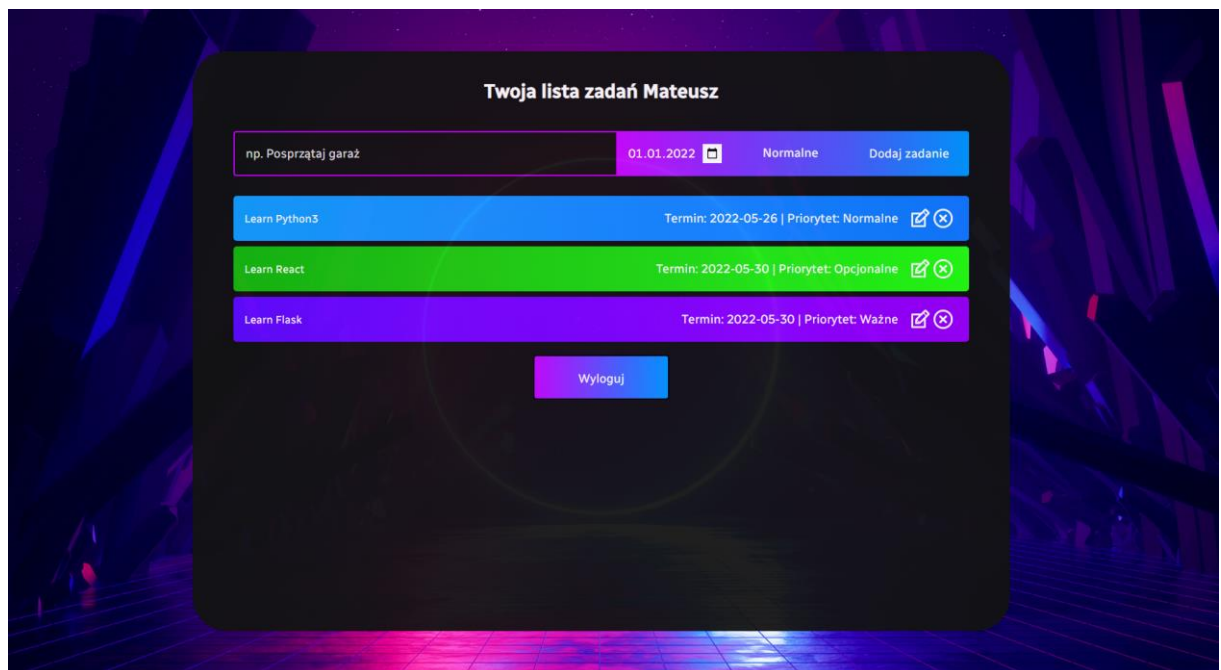 Twoja lista zadań Mateusz
np. Posprzątaj garaż 01.01.2022 Normalne Dodaj zadanie
Learn Python3 Termin: 2022-05-26 | Priorytet: Normalne
Learn React Termin: 2022-05-30 | Priorytet: Opcjonalne
Learn Flask Termin: 2022-05-30 | Priorytet: Ważne
Wyloguj